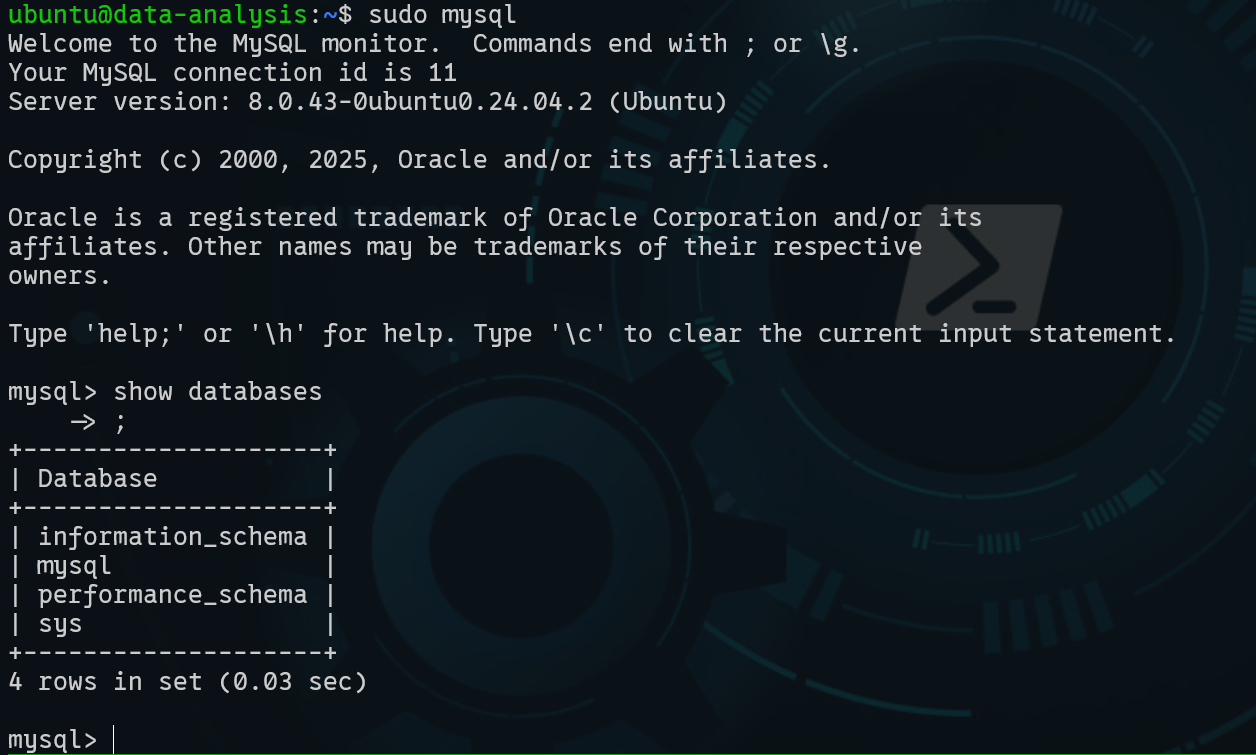 ubuntu@data-analysis:~$ sudo mysql
Welcome to the MySQL monitor.  Commands end with ; or \g.
Your MySQL connection id is 11
Server version: 8.0.43-0ubuntu0.24.04.2 (Ubuntu)

Copyright (c) 2000, 2025, Oracle and/or its affiliates.

Oracle is a registered trademark of Oracle Corporation and/or its
affiliates. Other names may be trademarks of their respective
owners.

Type 'help;' or '\h' for help. Type '\c' to clear the current input statement.

mysql> show databases
    -> ;
+--------------------+
| Database           |
+--------------------+
| information_schema |
| mysql              |
| performance_schema |
| sys                |
+--------------------+
4 rows in set (0.03 sec)

mysql>